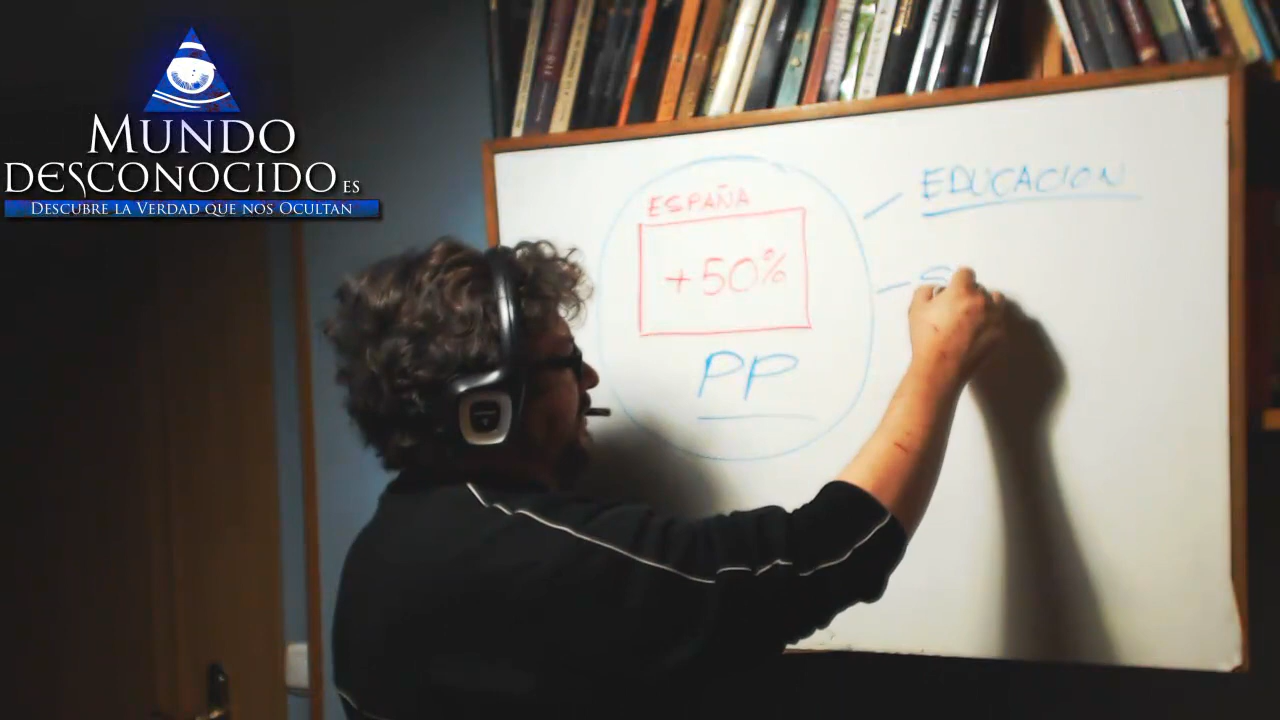 MUNDO
DESCONOCIDO ES
DESCUBRE LA VERDAD QUE NOS OCULTAN
ESPAÑA
+50%
PP
EDUCACION
S